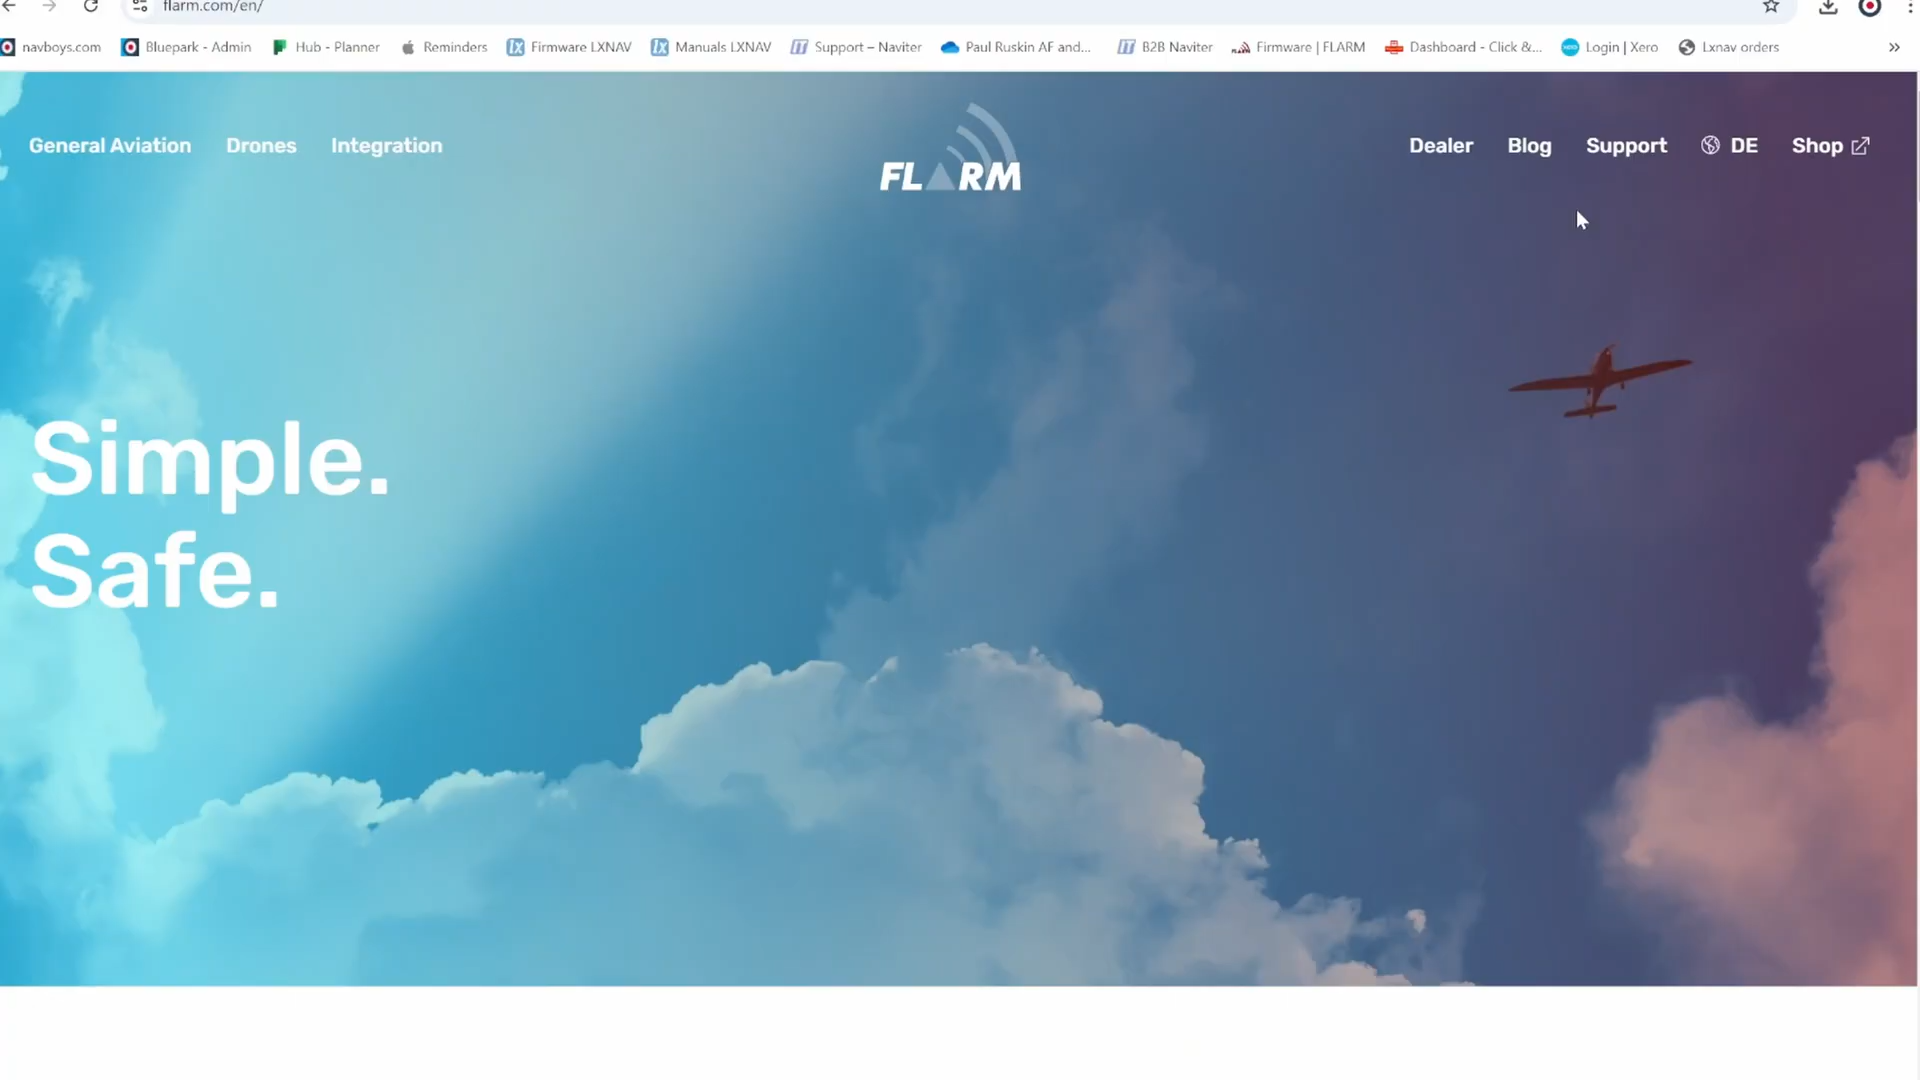 flarm.com/en/
navboys.com Bluepark - Admin Hub - Planner Reminders Firmware LXNAV Manuals LXNAV Support – Naviter Paul Ruskin AF and... B2B Naviter Firmware | FLARM Dashboard - Click &... Login | Xero Lxnav orders »
General Aviation Drones Integration FLARM Dealer Blog Support DE Shop
Simple.
Safe.